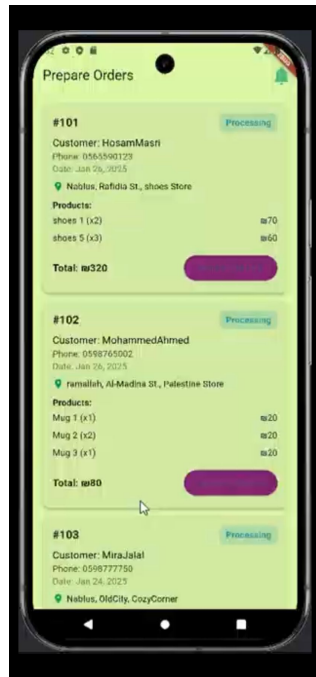 Prepare Orders
#101
Processing
Customer: HosamMasri
Phone: 0565590123
Date: Jan 26, 2025
Nablus, Rafidia St., shoes Store
Products:
shoes 1 (x2) ₪70
shoes 5 (x3) ₪60
Total: ₪320
#102
Processing
Customer: MohammedAhmed
Phone: 0598765002
Date: Jan 26, 2025
ramallah, Al-Madina St., Palestine Store
Products:
Mug 1 (x1) ₪20
Mug 2 (x2) ₪20
Mug 3 (x1) ₪20
Total: ₪80
#103
Processing
Customer: MiraJalal
Phone: 0598777750
Date: Jan 24, 2025
Nablus, OldCity, CozyCorner